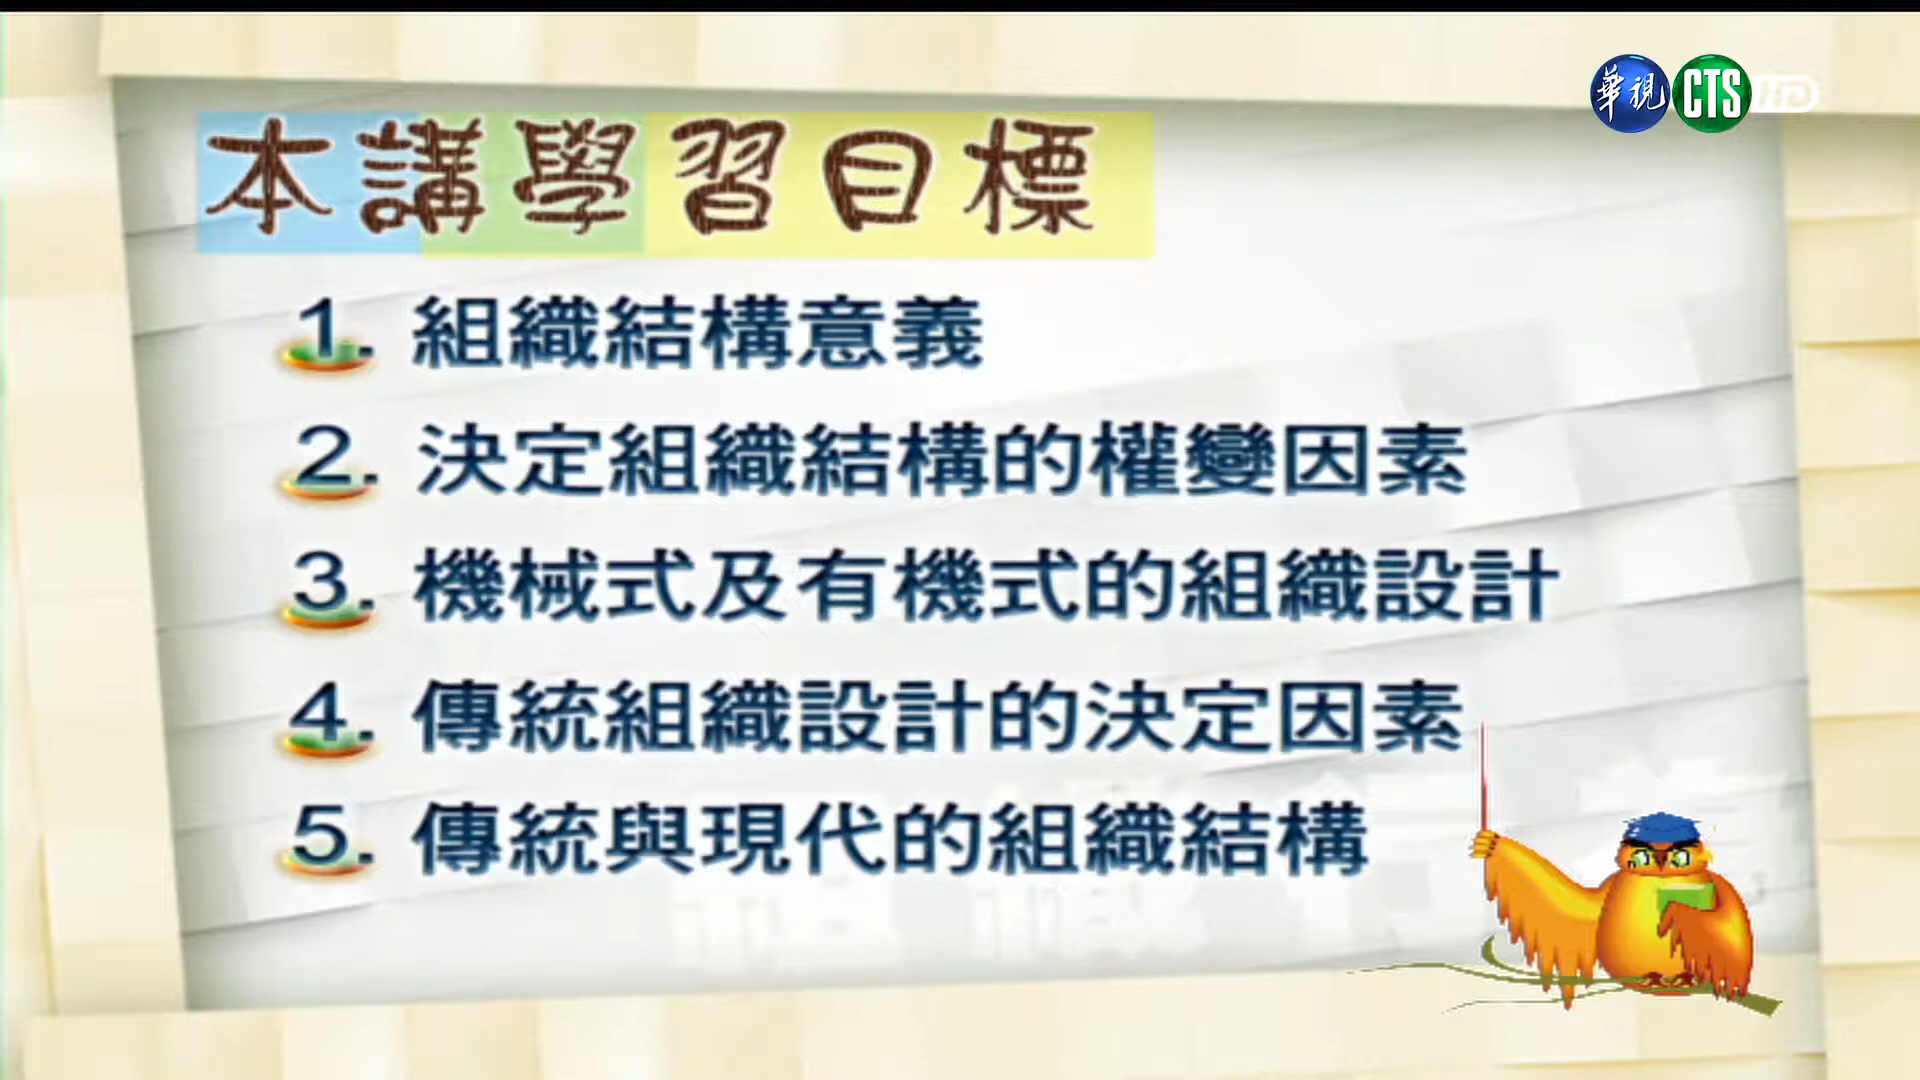 華視 CTS HD
本講學習目標
1. 組織結構意義
2. 決定組織結構的權變因素
3. 機械式及有機式的組織設計
4. 傳統組織設計的決定因素
5. 傳統與現代的組織結構